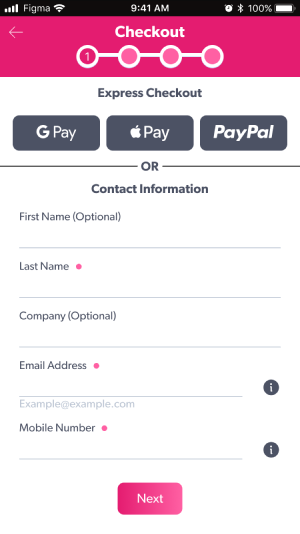 Figma 9:41 AM 100%
Checkout
1
Express Checkout
G Pay Pay PayPal
OR
Contact Information
First Name (Optional)
Last Name
Company (Optional)
Email Address
i
Example@example.com
Mobile Number
i
Next